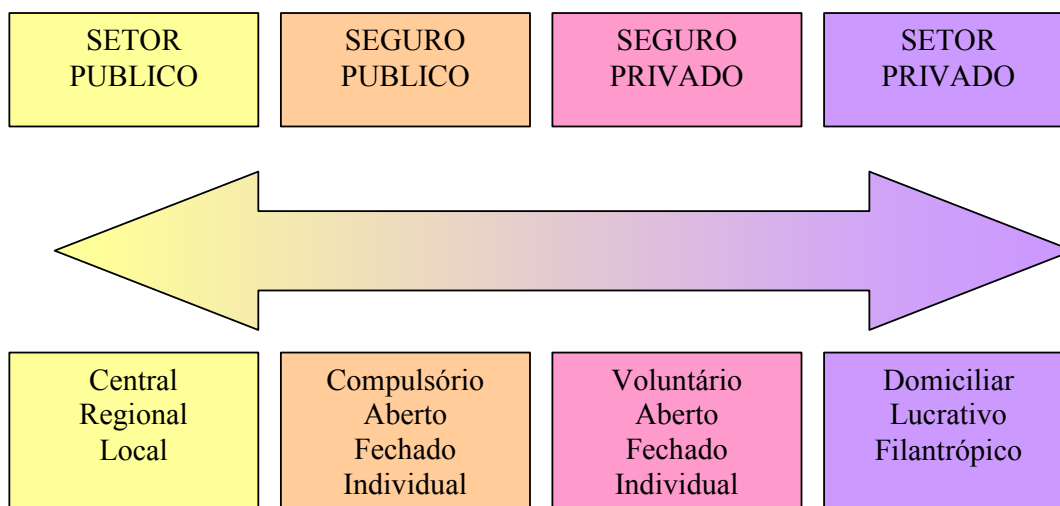 SETOR
PUBLICO
SEGURO
PUBLICO
SEGURO
PRIVADO
SETOR
PRIVADO
Central
Regional
Local
Compulsório
Aberto
Fechado
Individual
Voluntário
Aberto
Fechado
Individual
Domiciliar
Lucrativo
Filantrópico